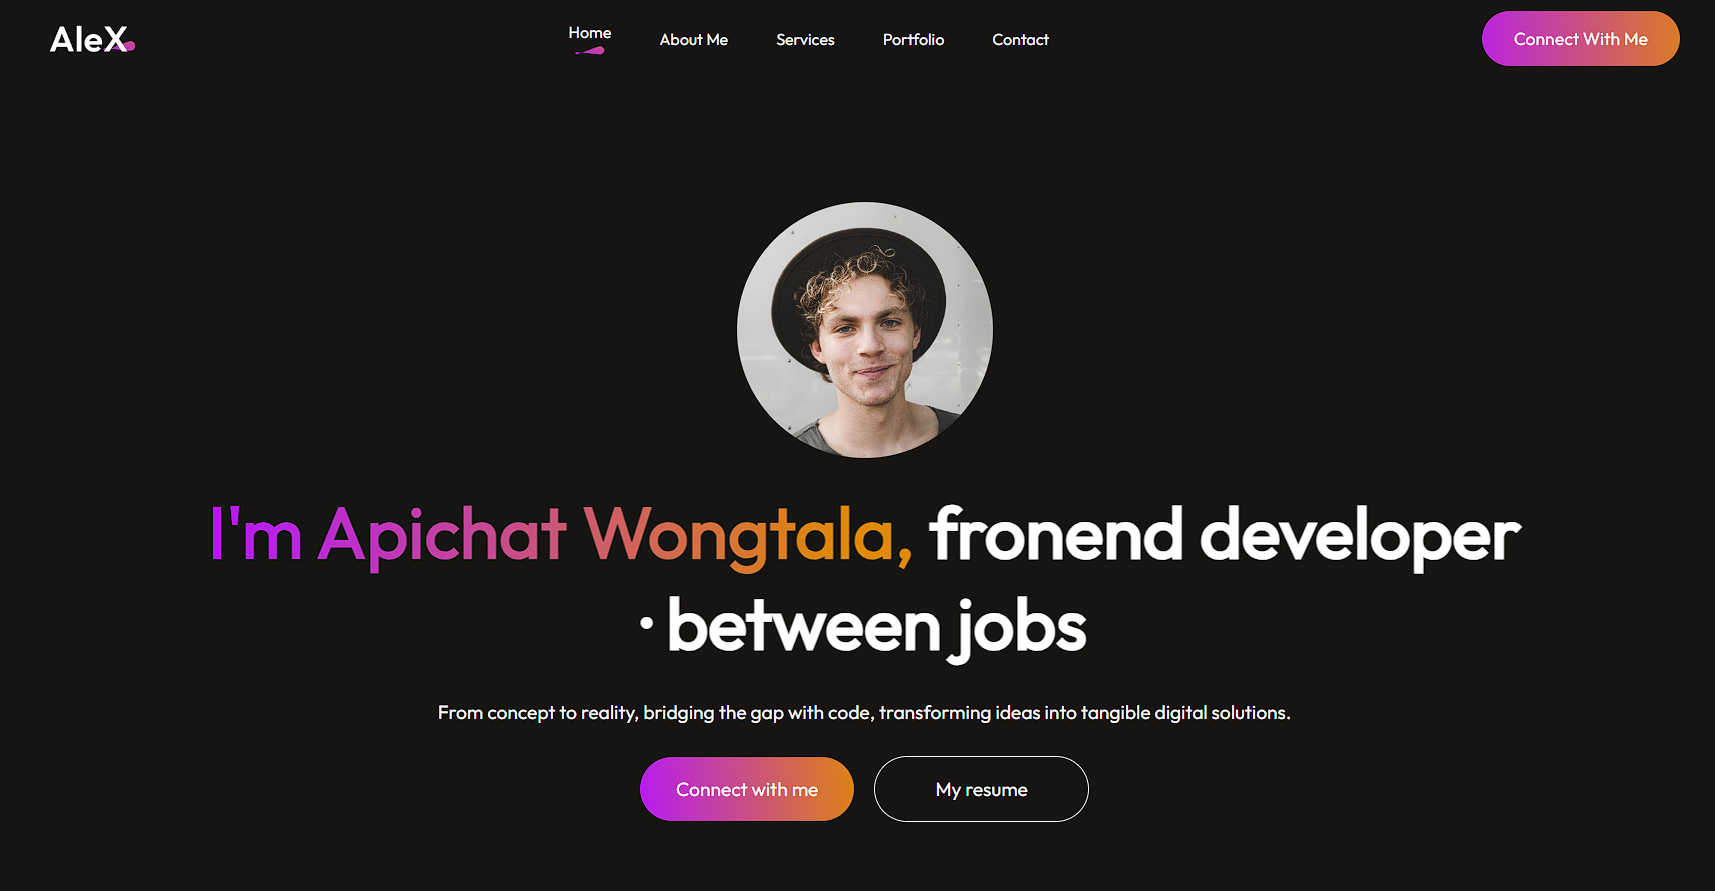 AleX
Home
About Me
Services
Portfolio
Contact
Connect With Me
I'm Apichat Wongtala, fronend developer
· between jobs
From concept to reality, bridging the gap with code, transforming ideas into tangible digital solutions.
Connect with me
My resume